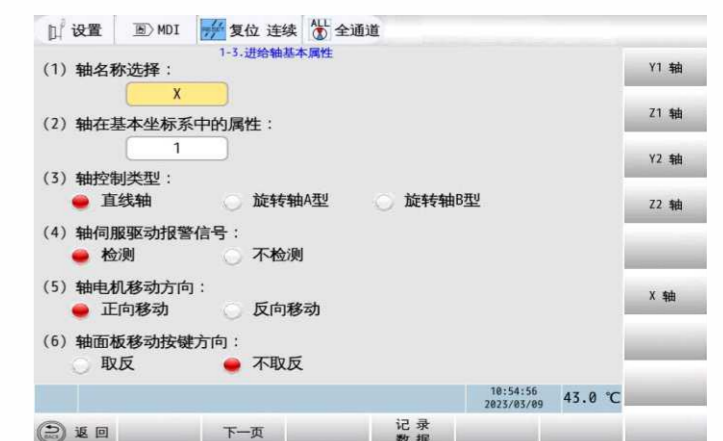 设置 MDI 复位 连续 ALL 全通道
1-3.进给轴基本属性
(1) 轴名称选择：
X
(2) 轴在基本坐标系中的属性：
1
(3) 轴控制类型：
直线轴 旋转轴A型 旋转轴B型
(4) 轴伺服驱动报警信号：
检测 不检测
(5) 轴电机移动方向：
正向移动 反向移动
(6) 轴面板移动按键方向：
取反 不取反
Y1 轴
Z1 轴
Y2 轴
Z2 轴
X 轴
10:54:56
2023/03/09
43.0 ℃
返 回 下一页 记 录
数 据